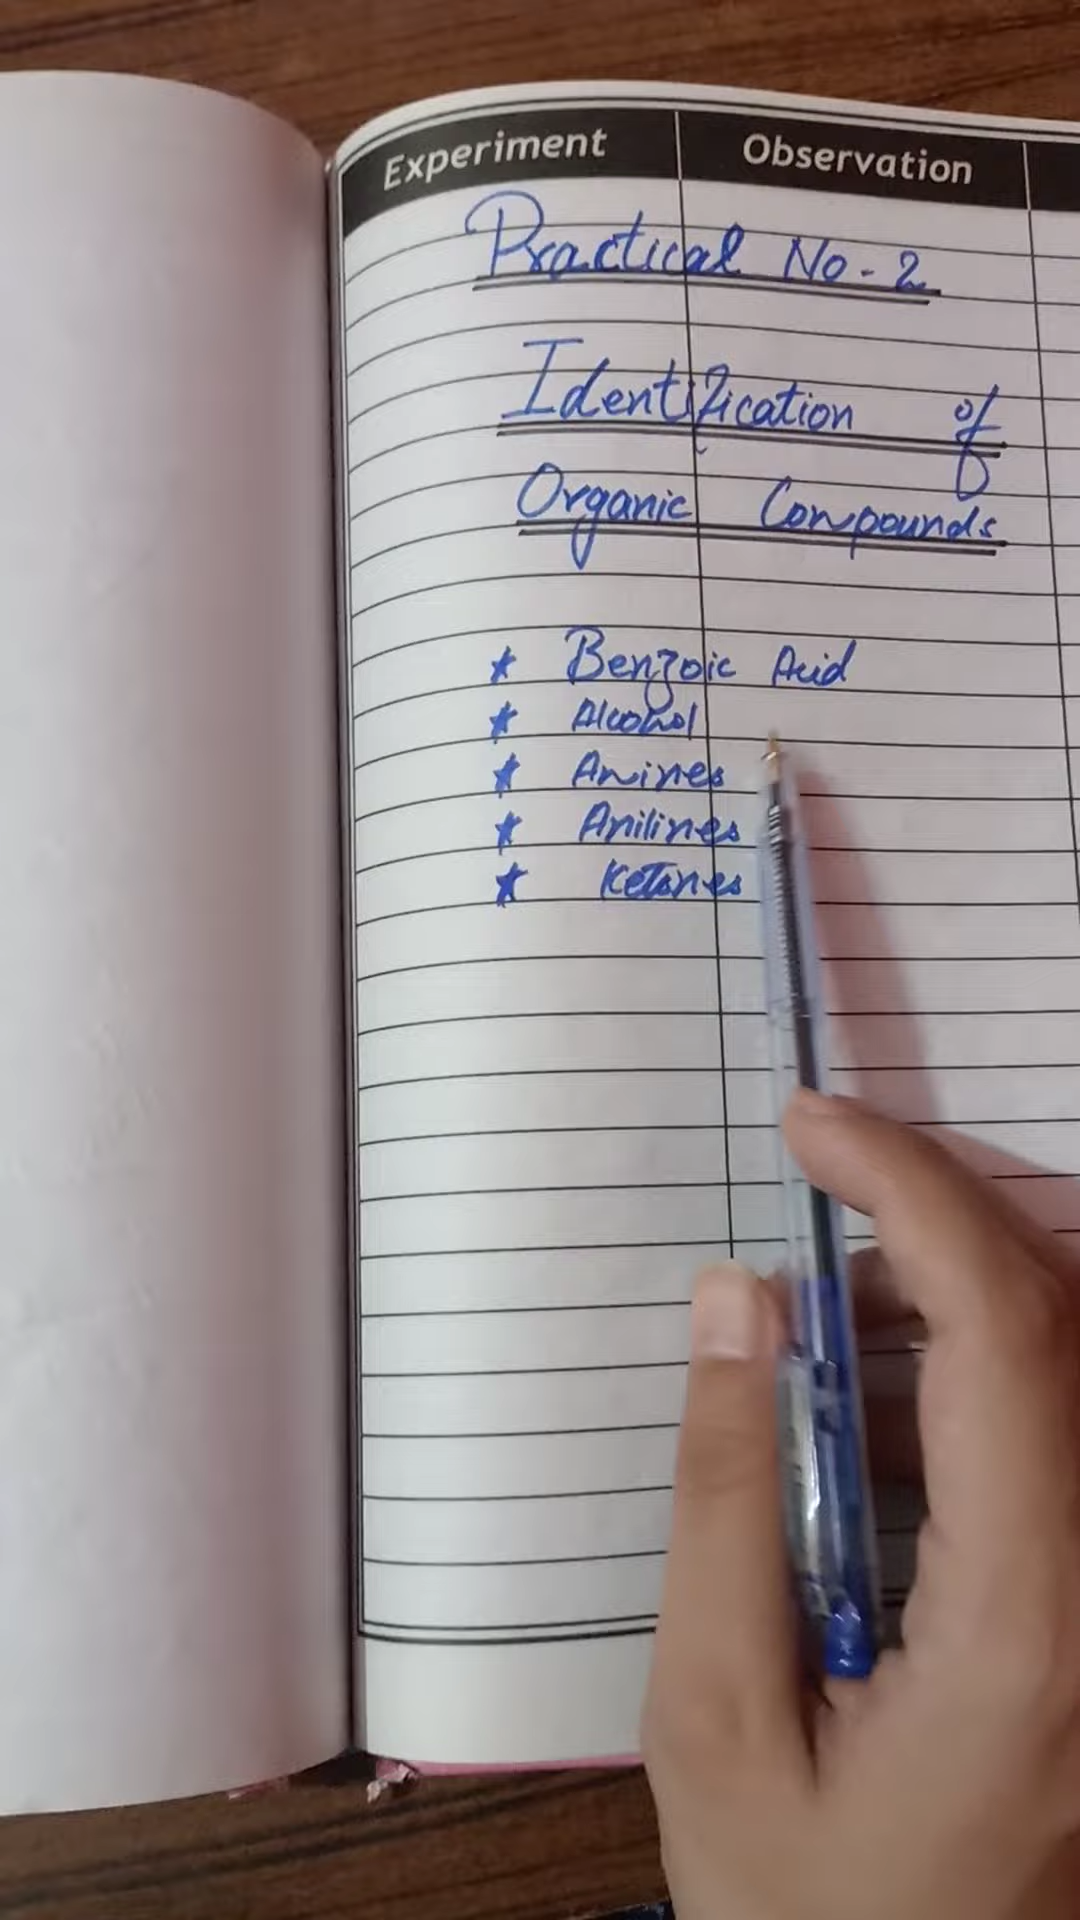 Experiment Observation
Practical No - 2
Identification of
Organic Compounds
* Benzoic Acid
* Alcohol
* Amines
* Anilines
* Ketones